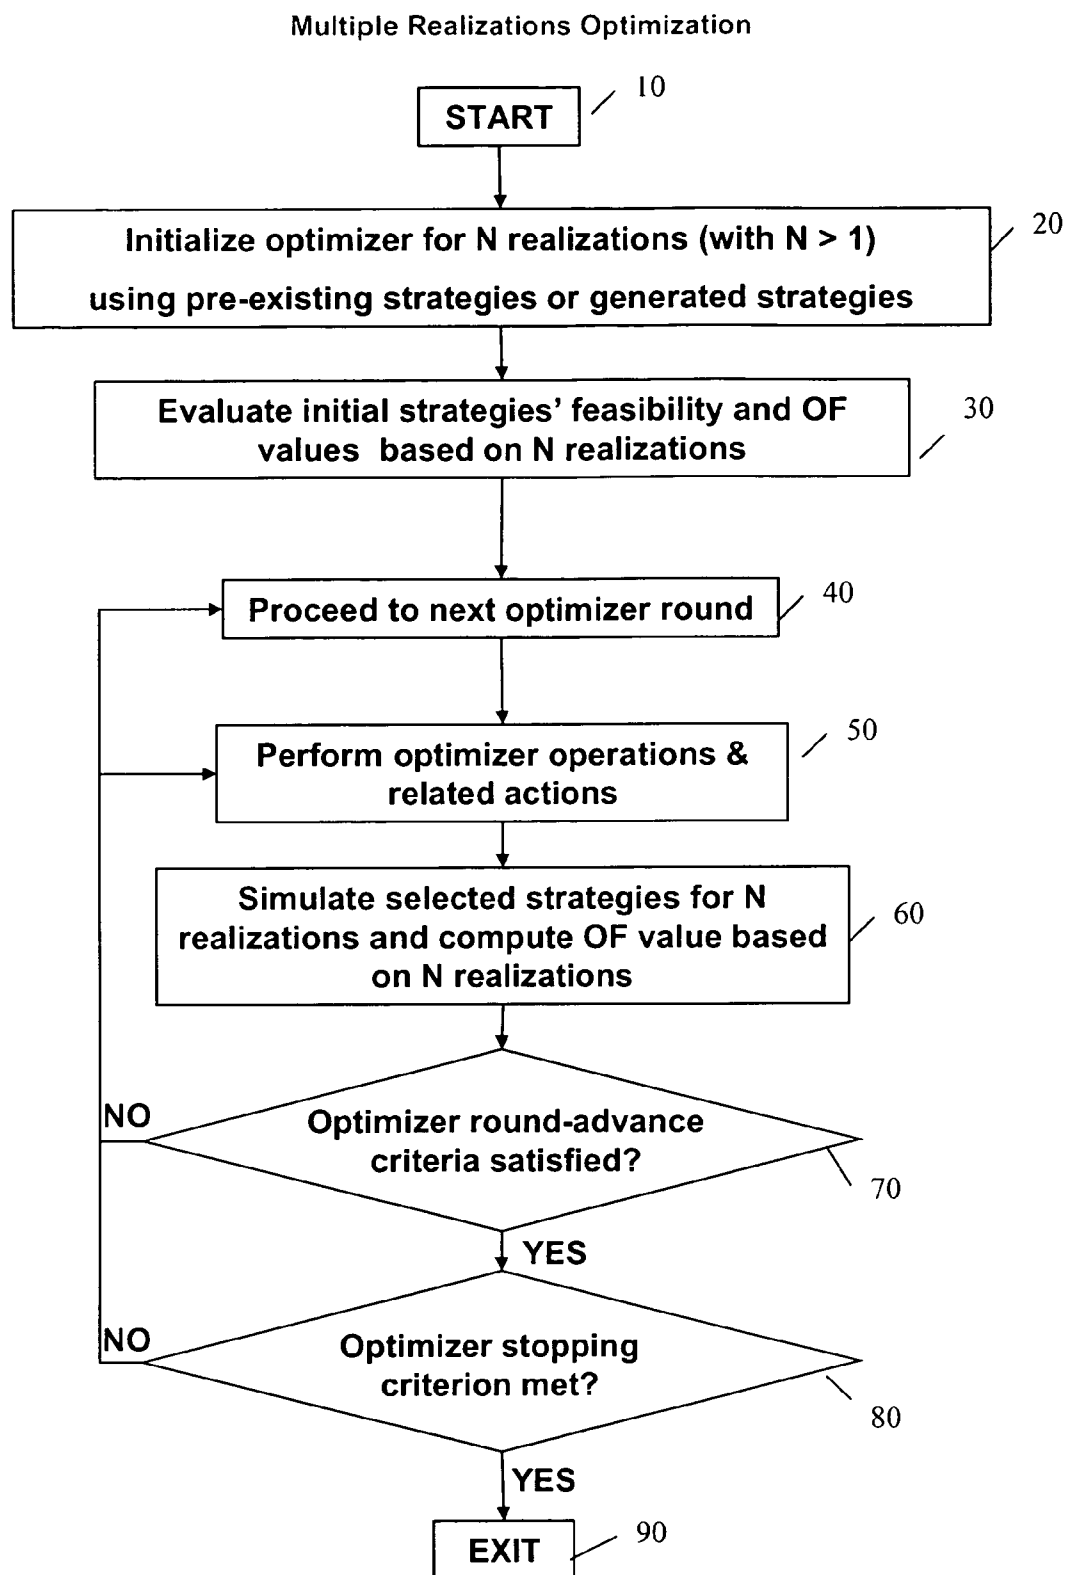 Multiple Realizations Optimization
START
10
Initialize optimizer for N realizations (with N > 1)
using pre-existing strategies or generated strategies
20
Evaluate initial strategies' feasibility and OF
values based on N realizations
30
Proceed to next optimizer round
40
Perform optimizer operations &
related actions
50
Simulate selected strategies for N
realizations and compute OF value based
on N realizations
60
NO
Optimizer round-advance
criteria satisfied?
70
YES
NO
Optimizer stopping
criterion met?
80
YES
EXIT
90